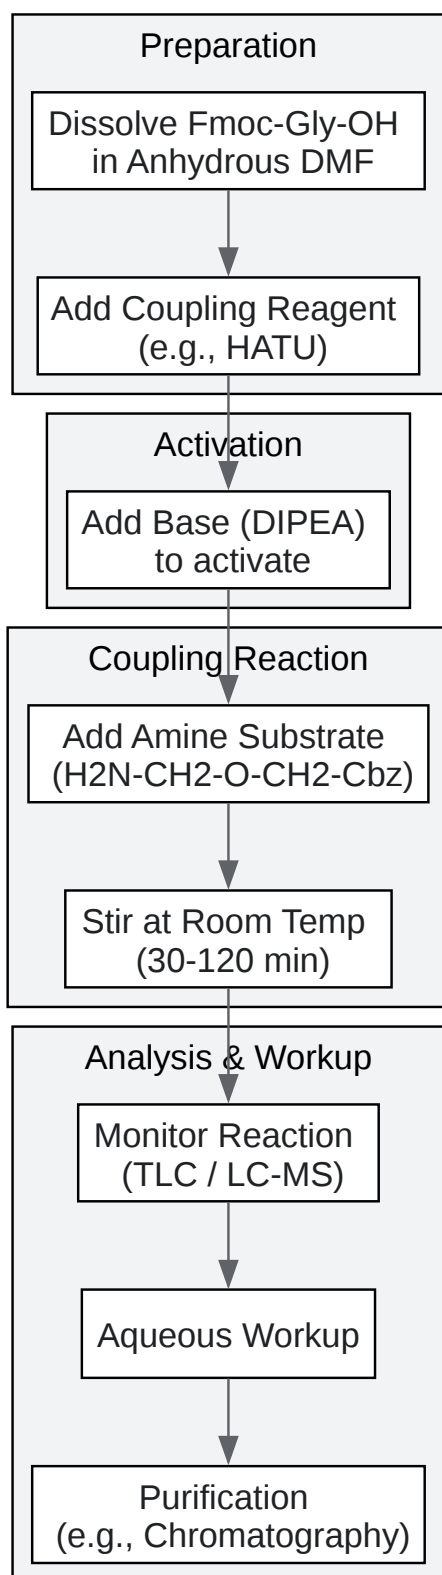 Preparation
Dissolve Fmoc-Gly-OH
in Anhydrous DMF
Add Coupling Reagent
(e.g., HATU)
Activation
Add Base (DIPEA)
to activate
Coupling Reaction
Add Amine Substrate
(H2N-CH2-O-CH2-Cbz)
Stir at Room Temp
(30-120 min)
Analysis & Workup
Monitor Reaction
(TLC / LC-MS)
Aqueous Workup
Purification
(e.g., Chromatography)